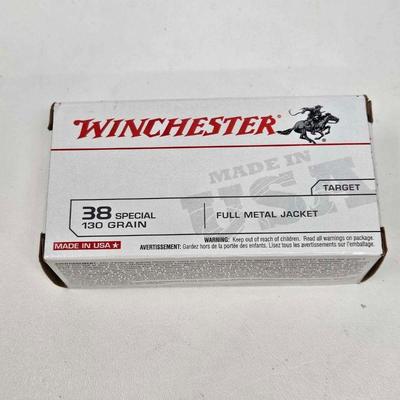 WINCHESTER
MADE IN
USA
TARGET
38 SPECIAL
130 GRAIN
FULL METAL JACKET
MADE IN USA
WARNING: Keep out of reach of children. Read all warnings on package.
AVERTISSEMENT: Gardez hors de la portée des enfants. Lisez tous les avertissements sur l'emballage.